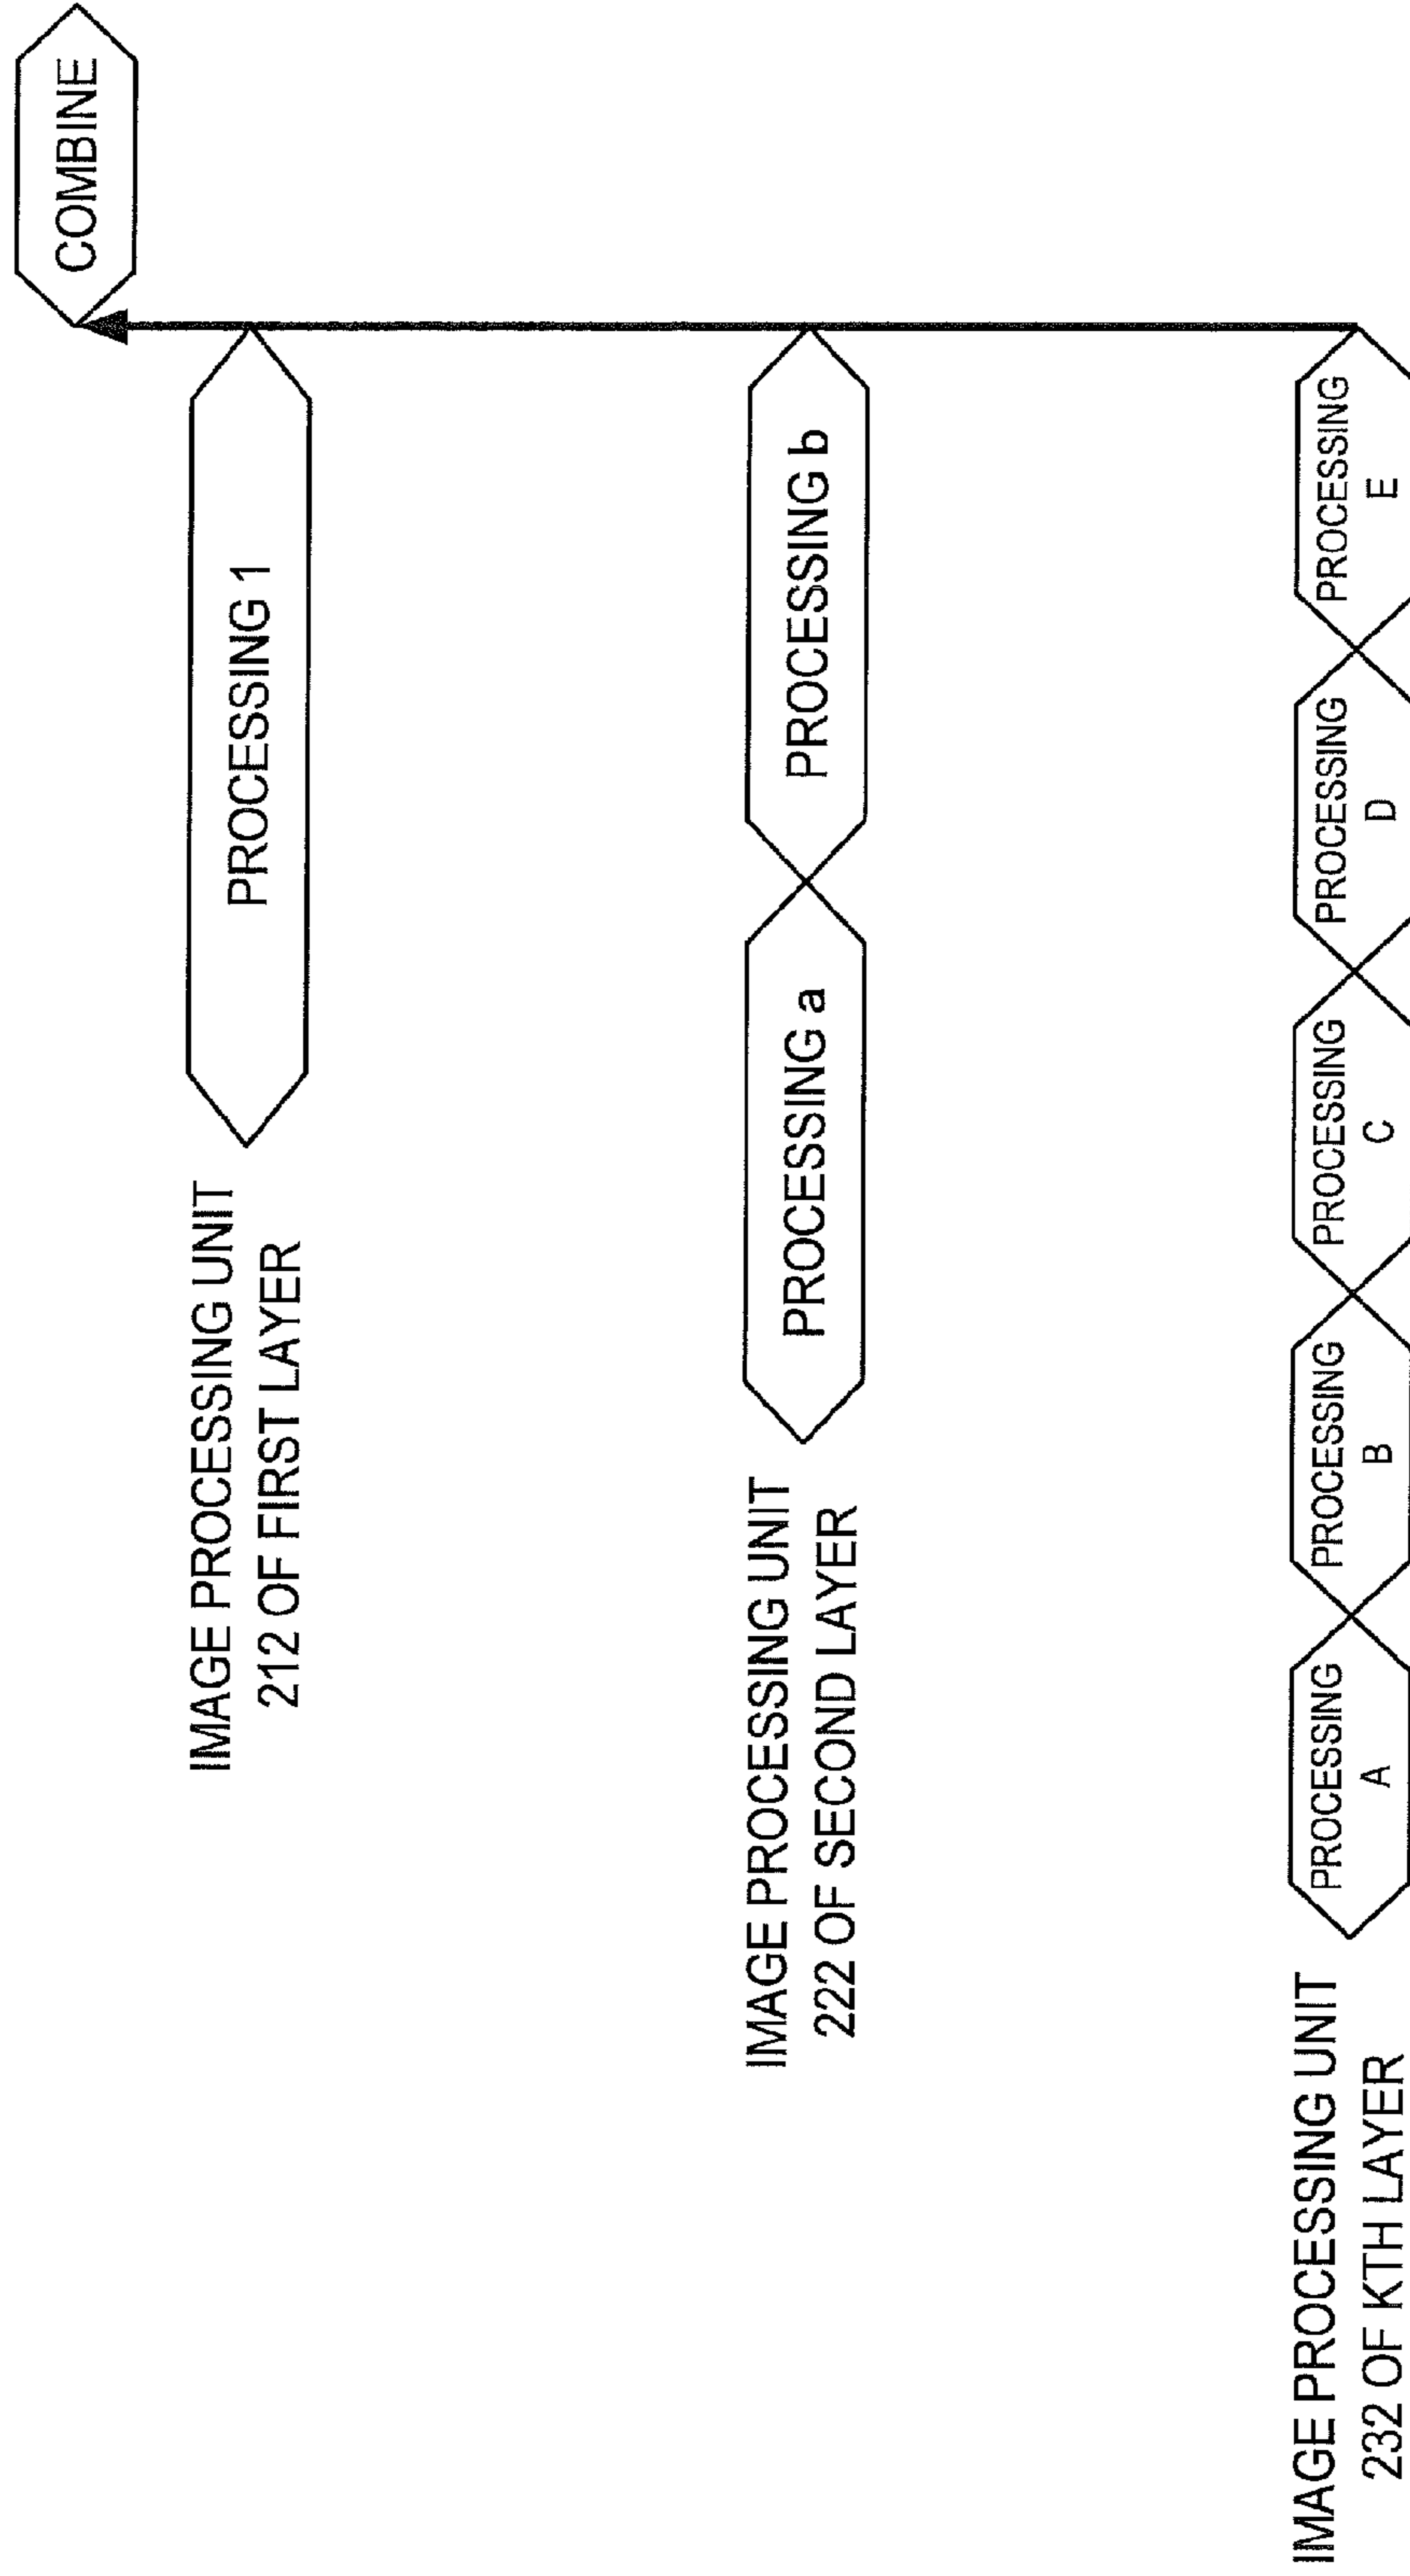 COMBINE
IMAGE PROCESSING UNIT
212 OF FIRST LAYER
PROCESSING 1
IMAGE PROCESSING UNIT
222 OF SECOND LAYER
PROCESSING a
PROCESSING b
IMAGE PROCESSING UNIT
232 OF KTH LAYER
PROCESSING
A
PROCESSING
B
PROCESSING
C
PROCESSING
D
PROCESSING
E